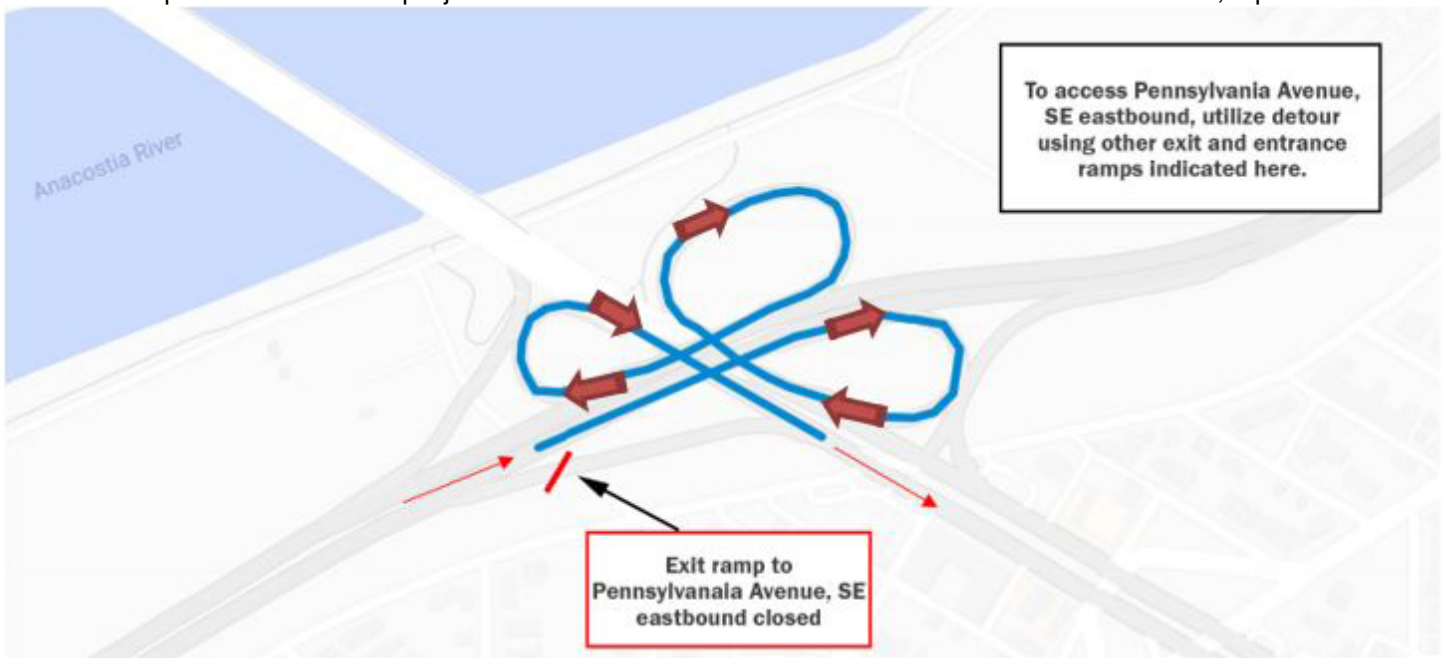 Anacostia River
To access Pennsylvania Avenue,
SE eastbound, utilize detour
using other exit and entrance
ramps indicated here.
Exit ramp to
Pennsylvanaia Avenue, SE
eastbound closed